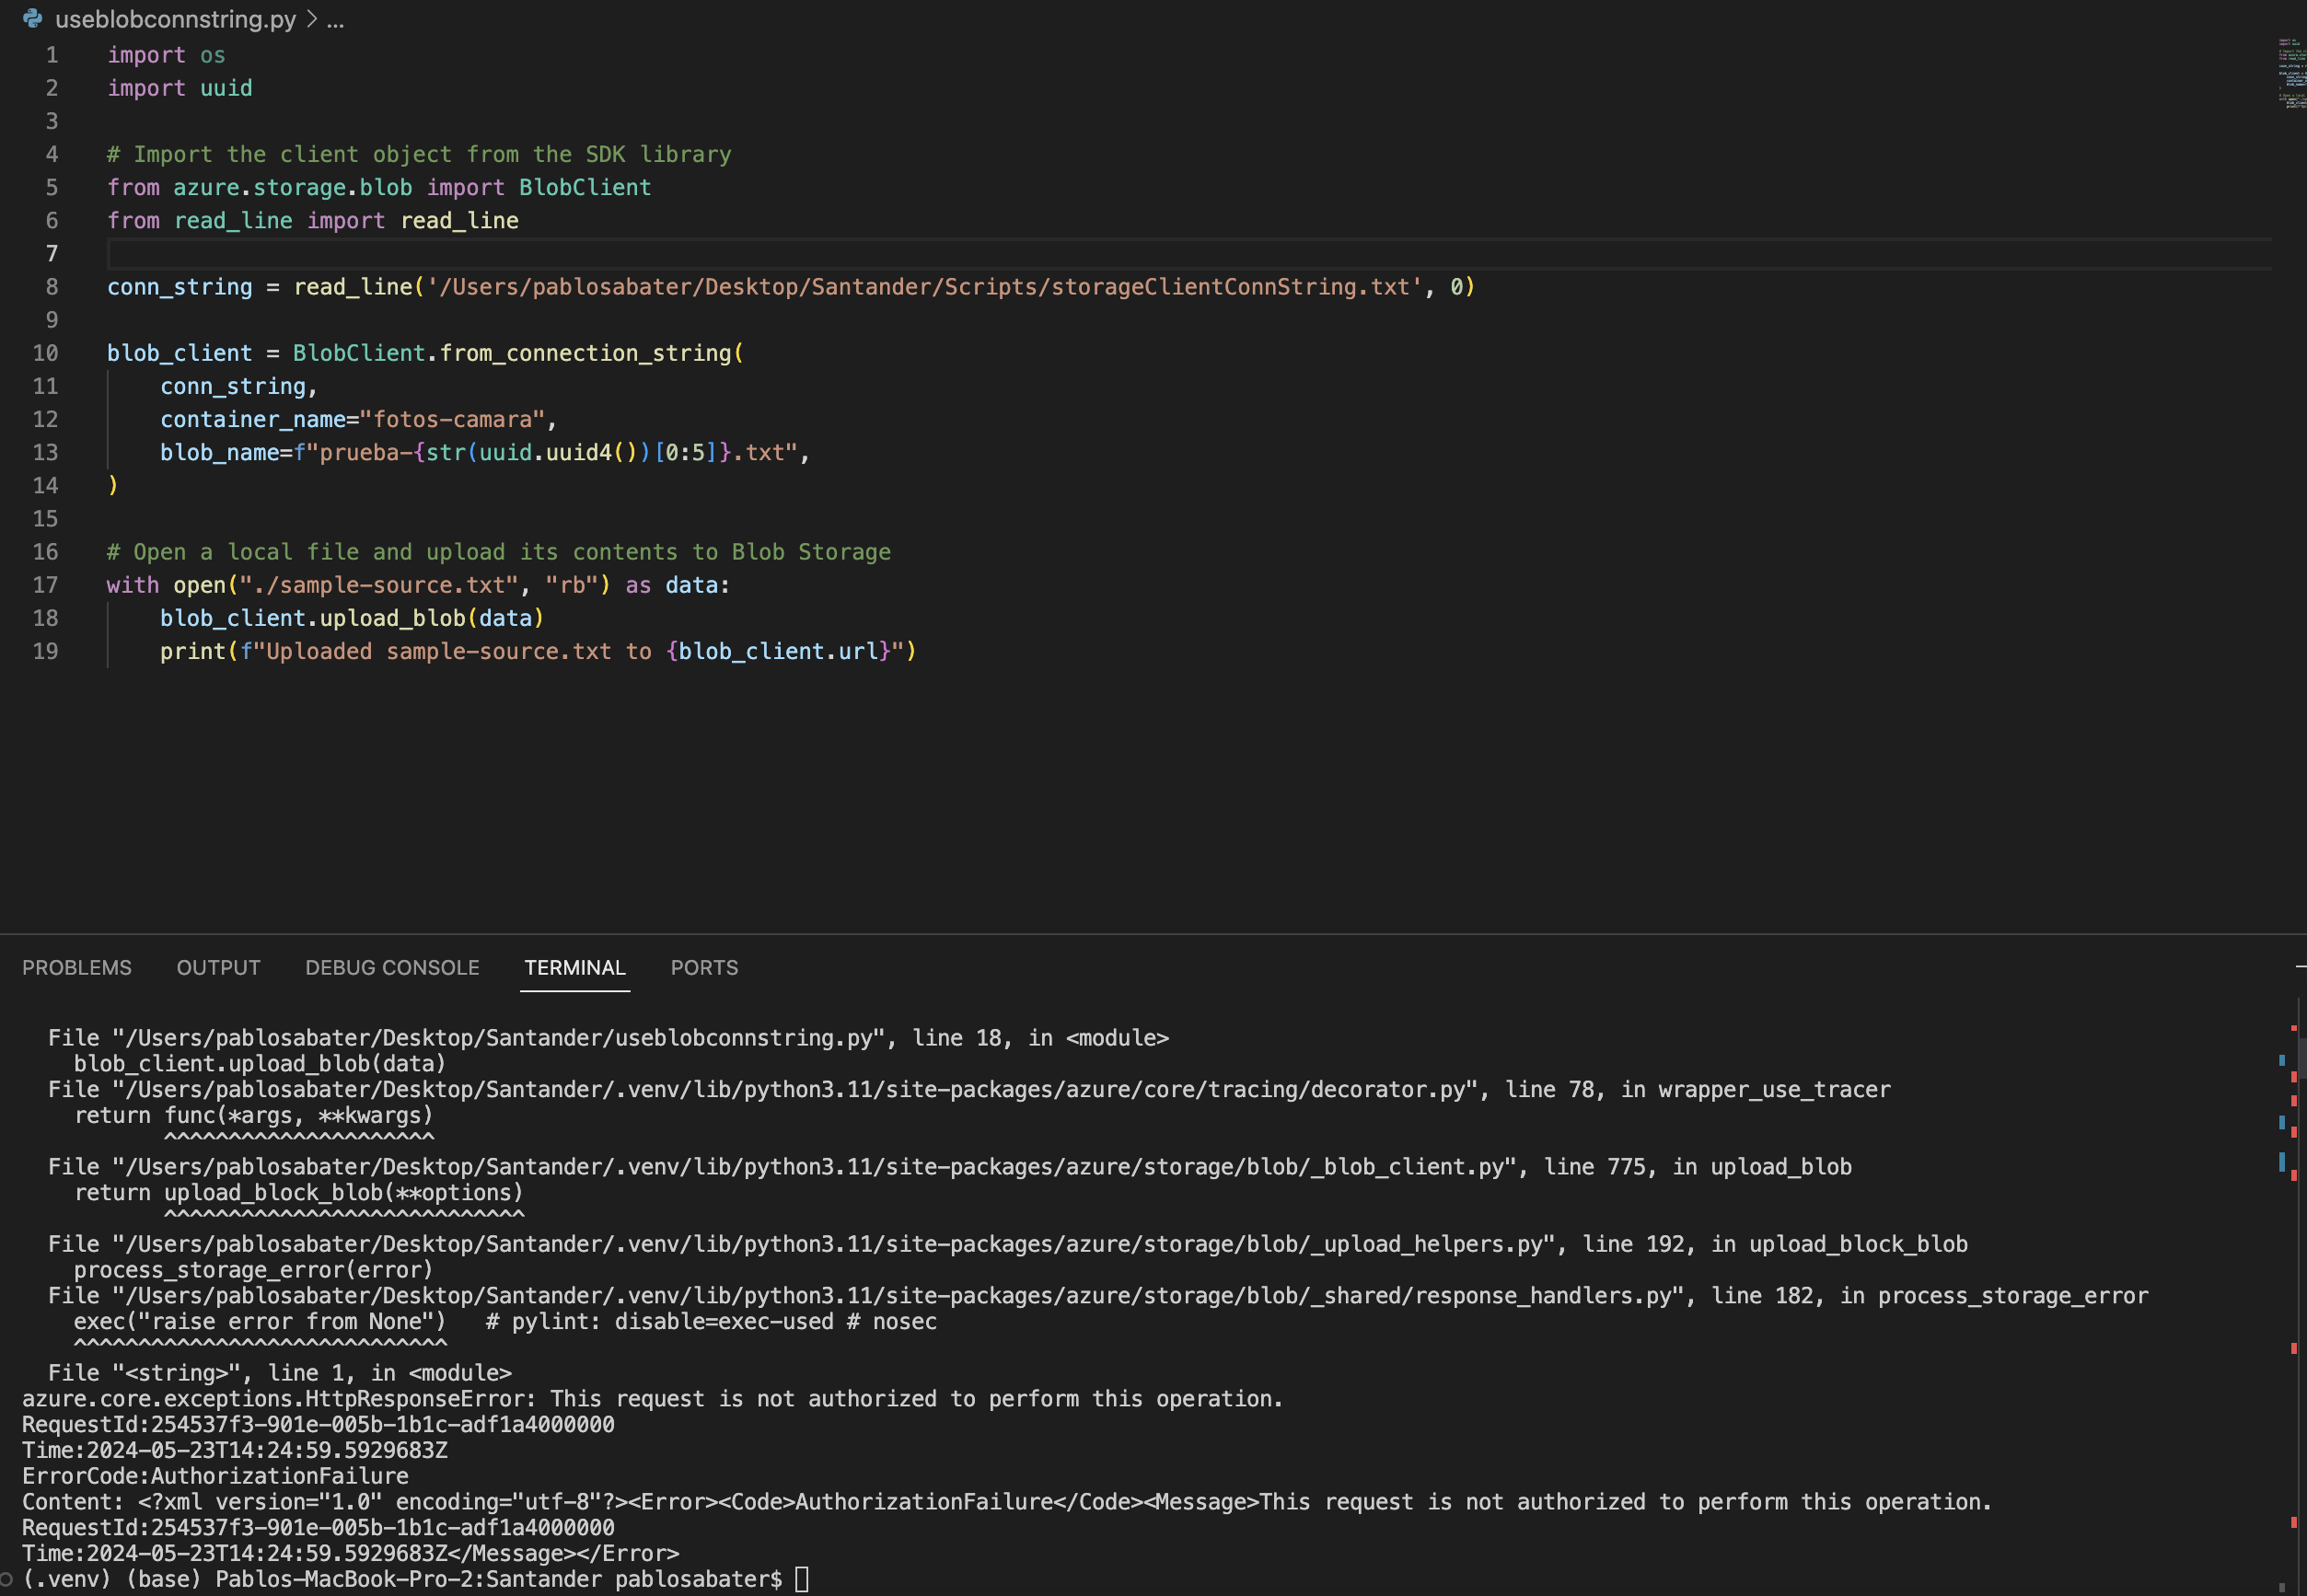 useblobconnstring.py > ...
1 import os
2 import uuid
3
4 # Import the client object from the SDK library
5 from azure.storage.blob import BlobClient
6 from read_line import read_line
7
8 conn_string = read_line('/Users/pablosabater/Desktop/Santander/Scripts/storageClientConnString.txt', 0)
9
10 blob_client = BlobClient.from_connection_string(
11     conn_string,
12     container_name="fotos-camara",
13     blob_name=f"prueba-{str(uuid.uuid4())[0:5]}.txt",
14 )
15
16 # Open a local file and upload its contents to Blob Storage
17 with open("./sample-source.txt", "rb") as data:
18     blob_client.upload_blob(data)
19     print(f"Uploaded sample-source.txt to {blob_client.url}")
PROBLEMS OUTPUT DEBUG CONSOLE TERMINAL PORTS
  File "/Users/pablosabater/Desktop/Santander/useblobconnstring.py", line 18, in <module>
    blob_client.upload_blob(data)
  File "/Users/pablosabater/Desktop/Santander/.venv/lib/python3.11/site-packages/azure/core/tracing/decorator.py", line 78, in wrapper_use_tracer
    return func(*args, **kwargs)
           ^^^^^^^^^^^^^^^^^^^^^
  File "/Users/pablosabater/Desktop/Santander/.venv/lib/python3.11/site-packages/azure/storage/blob/_blob_client.py", line 775, in upload_blob
    return upload_block_blob(**options)
           ^^^^^^^^^^^^^^^^^^^^^^^^^^^^
  File "/Users/pablosabater/Desktop/Santander/.venv/lib/python3.11/site-packages/azure/storage/blob/_upload_helpers.py", line 192, in upload_block_blob
    process_storage_error(error)
  File "/Users/pablosabater/Desktop/Santander/.venv/lib/python3.11/site-packages/azure/storage/blob/_shared/response_handlers.py", line 182, in process_storage_error
    exec("raise error from None")   # pylint: disable=exec-used # nosec
    ^^^^^^^^^^^^^^^^^^^^^^^^^^^^^
  File "<string>", line 1, in <module>
azure.core.exceptions.HttpResponseError: This request is not authorized to perform this operation.
RequestId:254537f3-901e-005b-1b1c-adf1a4000000
Time:2024-05-23T14:24:59.5929683Z
ErrorCode:AuthorizationFailure
Content: <?xml version="1.0" encoding="utf-8"?><Error><Code>AuthorizationFailure</Code><Message>This request is not authorized to perform this operation.
RequestId:254537f3-901e-005b-1b1c-adf1a4000000
Time:2024-05-23T14:24:59.5929683Z</Message></Error>
(.venv) (base) Pablos-MacBook-Pro-2:Santander pablosabater$